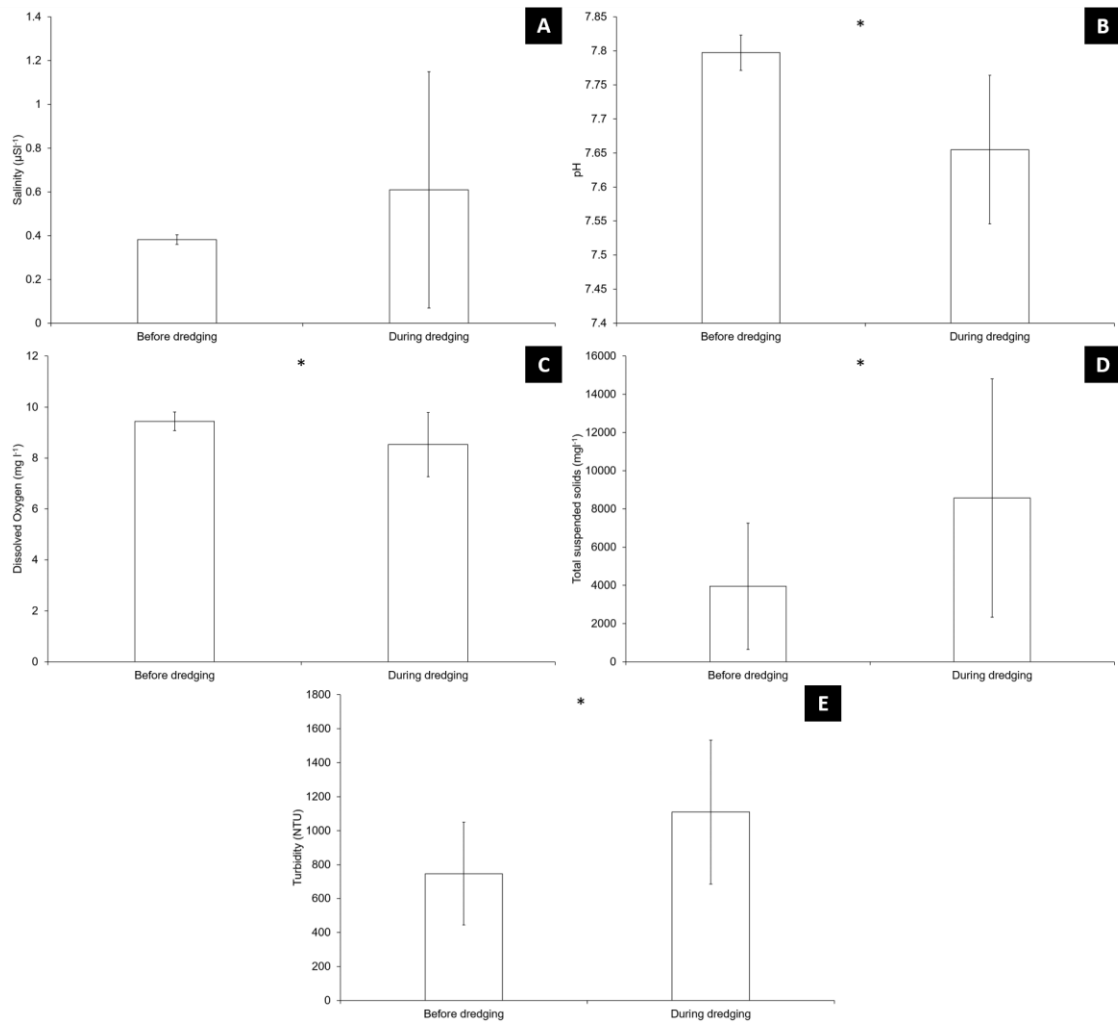 A
1.4
1.2
1
0.8
0.6
0.4
0.2
0
Salinity (µSl⁻¹)
Before dredging
During dredging
B
*
7.85
7.8
7.75
7.7
7.65
7.6
7.55
7.5
7.45
7.4
pH
Before dredging
During dredging
C
*
12
10
8
6
4
2
0
Dissolved Oxygen (mg l⁻¹)
Before dredging
During dredging
D
*
16000
14000
12000
10000
8000
6000
4000
2000
0
Total suspended solids (mgl⁻¹)
Before dredging
During dredging
E
*
1800
1600
1400
1200
1000
800
600
400
200
0
Turbidity (NTU)
Before dredging
During dredging